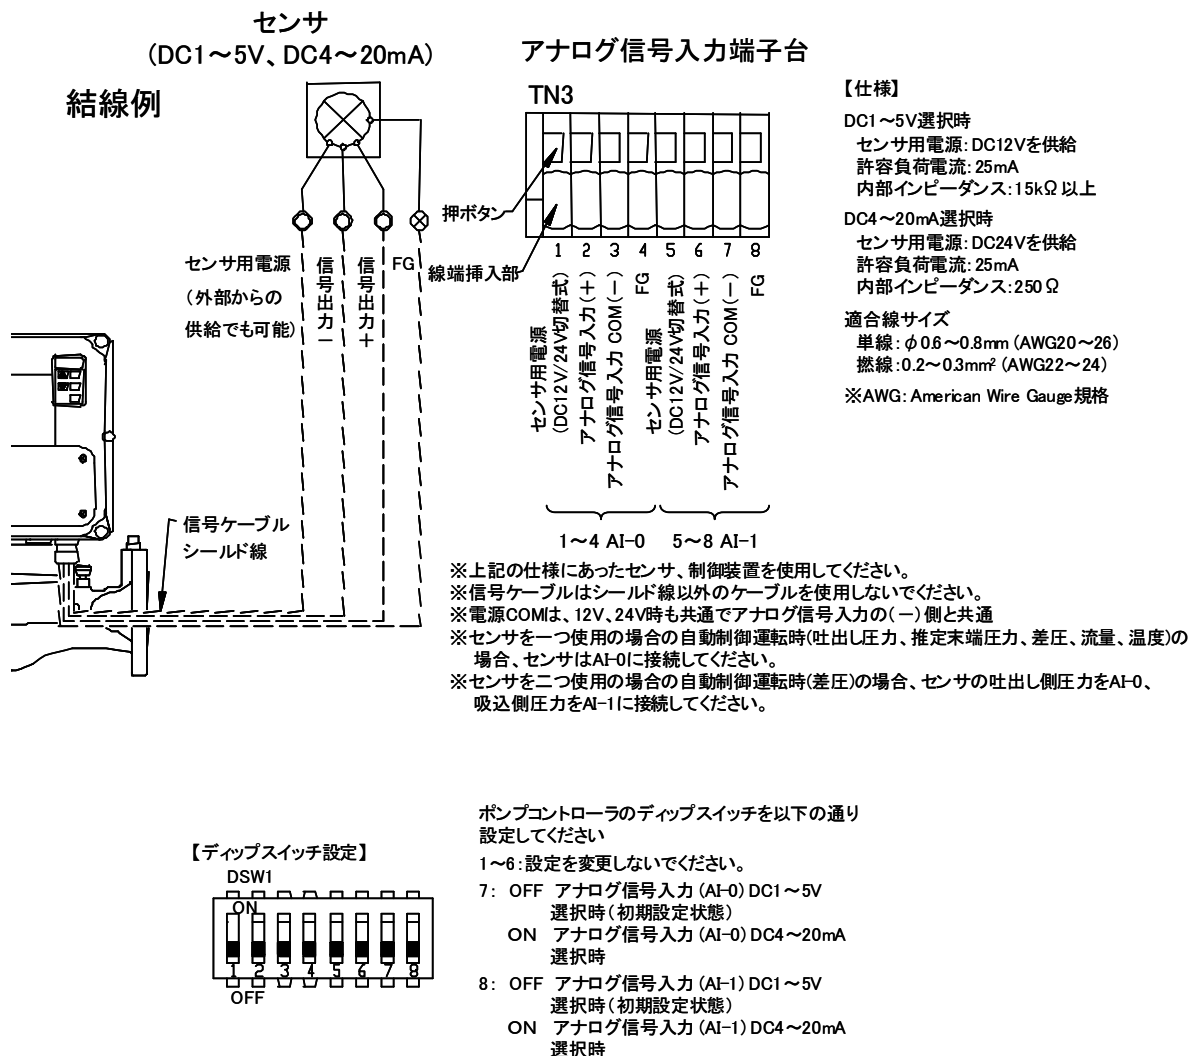 センサ
(DC1～5V、DC4～20mA)
結線例
センサ用電源
(外部からの
供給でも可能)
信号出力－
信号出力＋
FG
信号ケーブル
シールド線
アナログ信号入力端子台
TN3
押ボタン
線端挿入部
1 2 3 4 5 6 7 8
センサ用電源
(DC12V/24V切替式)
アナログ信号入力(＋)
アナログ信号入力 COM(－)
FG
センサ用電源
(DC12V/24V切替式)
アナログ信号入力(＋)
アナログ信号入力 COM(－)
FG
1～4 AI-0 5～8 AI-1
【仕様】
DC1～5V選択時
センサ用電源:DC12Vを供給
許容負荷電流:25mA
内部インピーダンス:15kΩ以上
DC4～20mA選択時
センサ用電源:DC24Vを供給
許容負荷電流:25mA
内部インピーダンス:250Ω
適合線サイズ
単線:φ0.6～0.8mm (AWG20～26)
撚線:0.2～0.3mm² (AWG22～24)
※AWG:American Wire Gauge規格
※上記の仕様にあったセンサ、制御装置を使用してください。
※信号ケーブルはシールド線以外のケーブルを使用しないでください。
※電源COMは、12V、24V時も共通でアナログ信号入力の(－)側と共通
※センサを一つ使用の場合の自動制御運転時(吐出し圧力、推定末端圧力、差圧、流量、温度)の
場合、センサはAI-0に接続してください。
※センサを二つ使用の場合の自動制御運転時(差圧)の場合、センサの吐出し側圧力をAI-0、
吸込側圧力をAI-1に接続してください。
【ディップスイッチ設定】
DSW1
ON
1 2 3 4 5 6 7 8
OFF
ポンプコントローラのディップスイッチを以下の通り
設定してください
1～6:設定を変更しないでください。
7: OFF アナログ信号入力(AI-0)DC1～5V
選択時(初期設定状態)
ON アナログ信号入力(AI-0)DC4～20mA
選択時
8: OFF アナログ信号入力(AI-1)DC1～5V
選択時(初期設定状態)
ON アナログ信号入力(AI-1)DC4～20mA
選択時